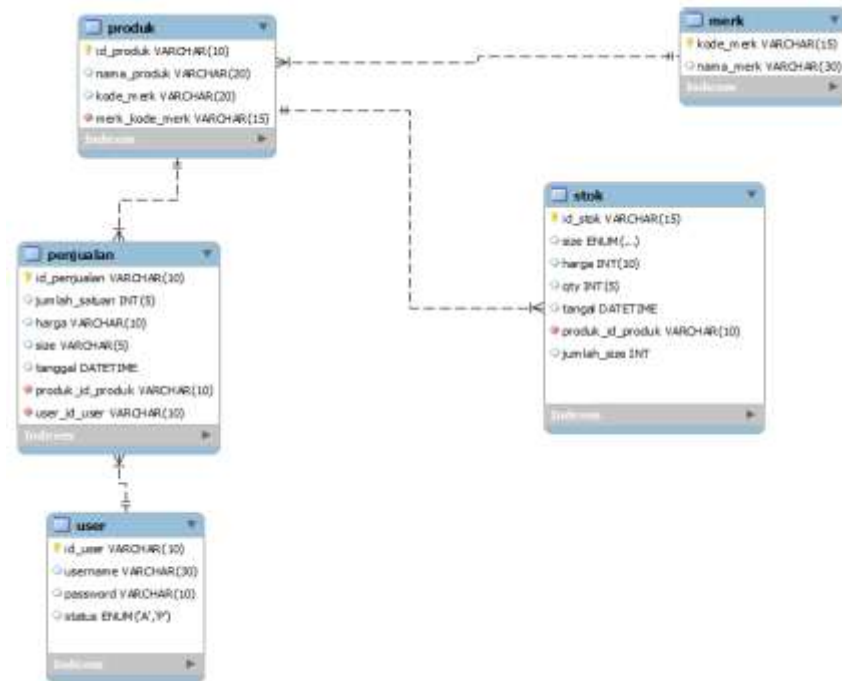 produk
id_produk VARCHAR(10)
nama_produk VARCHAR(20)
kode_merk VARCHAR(20)
merk_kode_merk VARCHAR(15)
Indexes
merk
kode_merk VARCHAR(15)
nama_merk VARCHAR(30)
Indexes
stok
id_stok VARCHAR(15)
size ENUM(...)
harga INT(10)
qty INT(5)
tangal DATETIME
produk_id_produk VARCHAR(10)
jumlah_size INT
Indexes
penjualan
id_penjualan VARCHAR(10)
jumlah_satuan INT(5)
harga VARCHAR(10)
size VARCHAR(5)
tanggal DATETIME
produk_id_produk VARCHAR(10)
user_id_user VARCHAR(10)
Indexes
user
id_user VARCHAR(10)
username VARCHAR(30)
password VARCHAR(10)
status ENUM('A','P')
Indexes